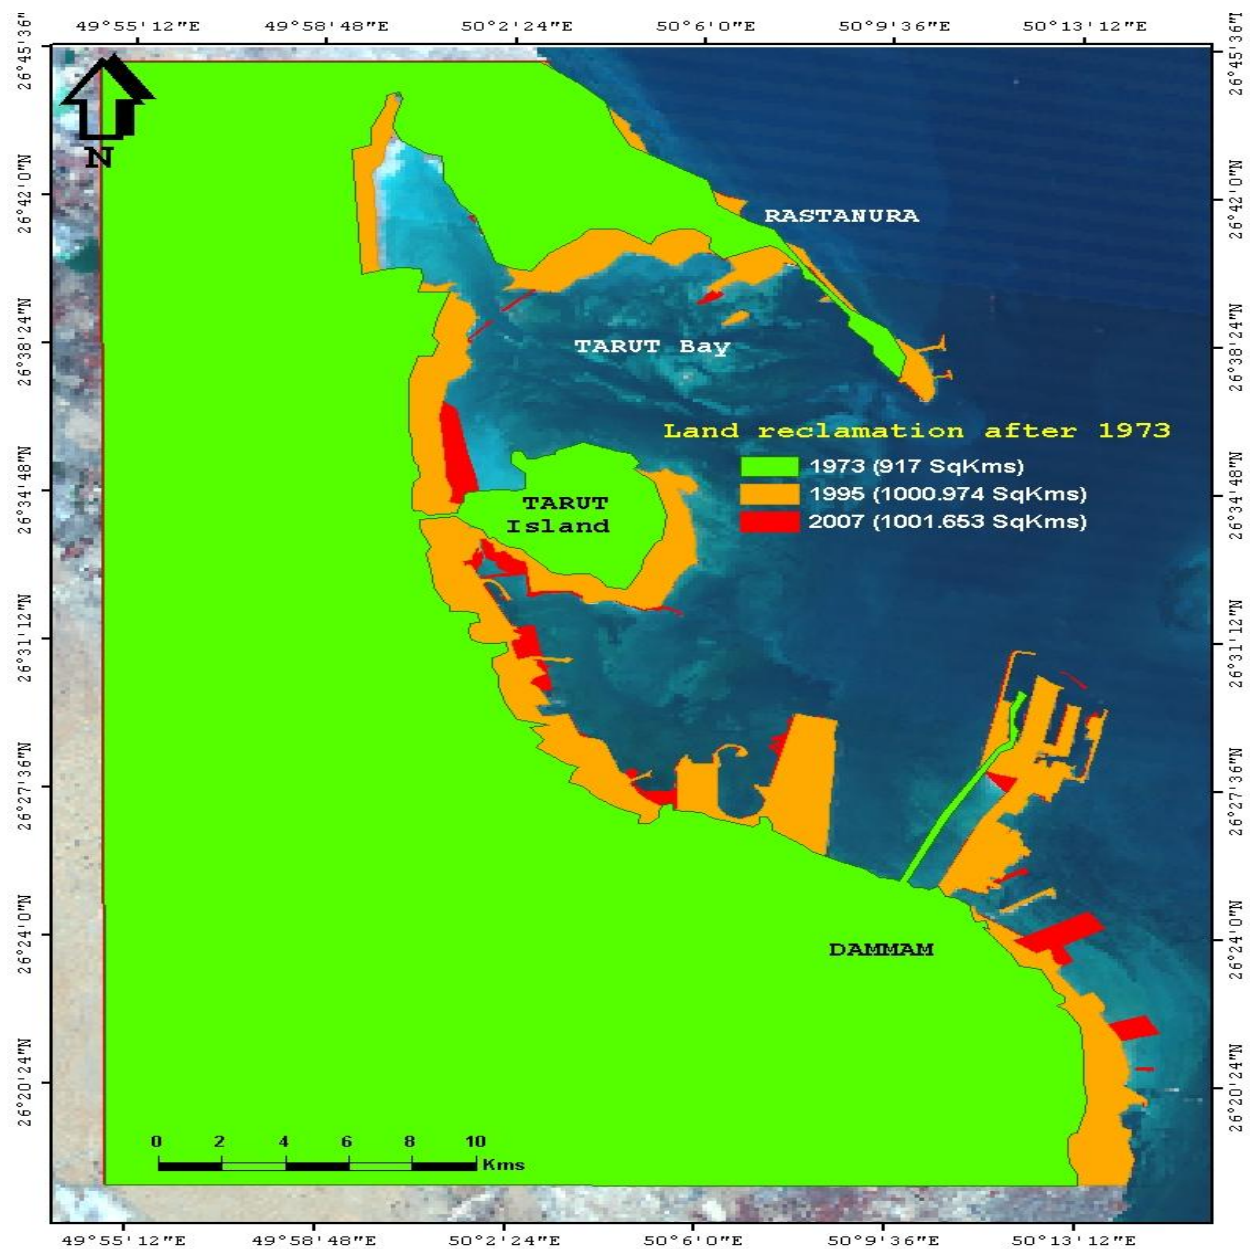 49°55'12"E 49°58'48"E 50°2'24"E 50°6'0"E 50°9'36"E 50°13'12"E
26°45'36"
26°45'36"I
N
26°42'0"N
26°42'0"N
RASTANURA
26°38'24"N
26°38'24"N
TARUT Bay
Land reclamation after 1973
1973 (917 SqKms)
26°34'48"N
26°34'48"N
1995 (1000.974 SqKms)
TARUT
Island
2007 (1001.653 SqKms)
26°31'12"N
26°31'12"N
26°27'36"N
26°27'36"N
26°24'0"N
26°24'0"N
DAMMAM
26°20'24"N
26°20'24"N
0 2 4 6 8 10
Kms
49°55'12"E 49°58'48"E 50°2'24"E 50°6'0"E 50°9'36"E 50°13'12"E